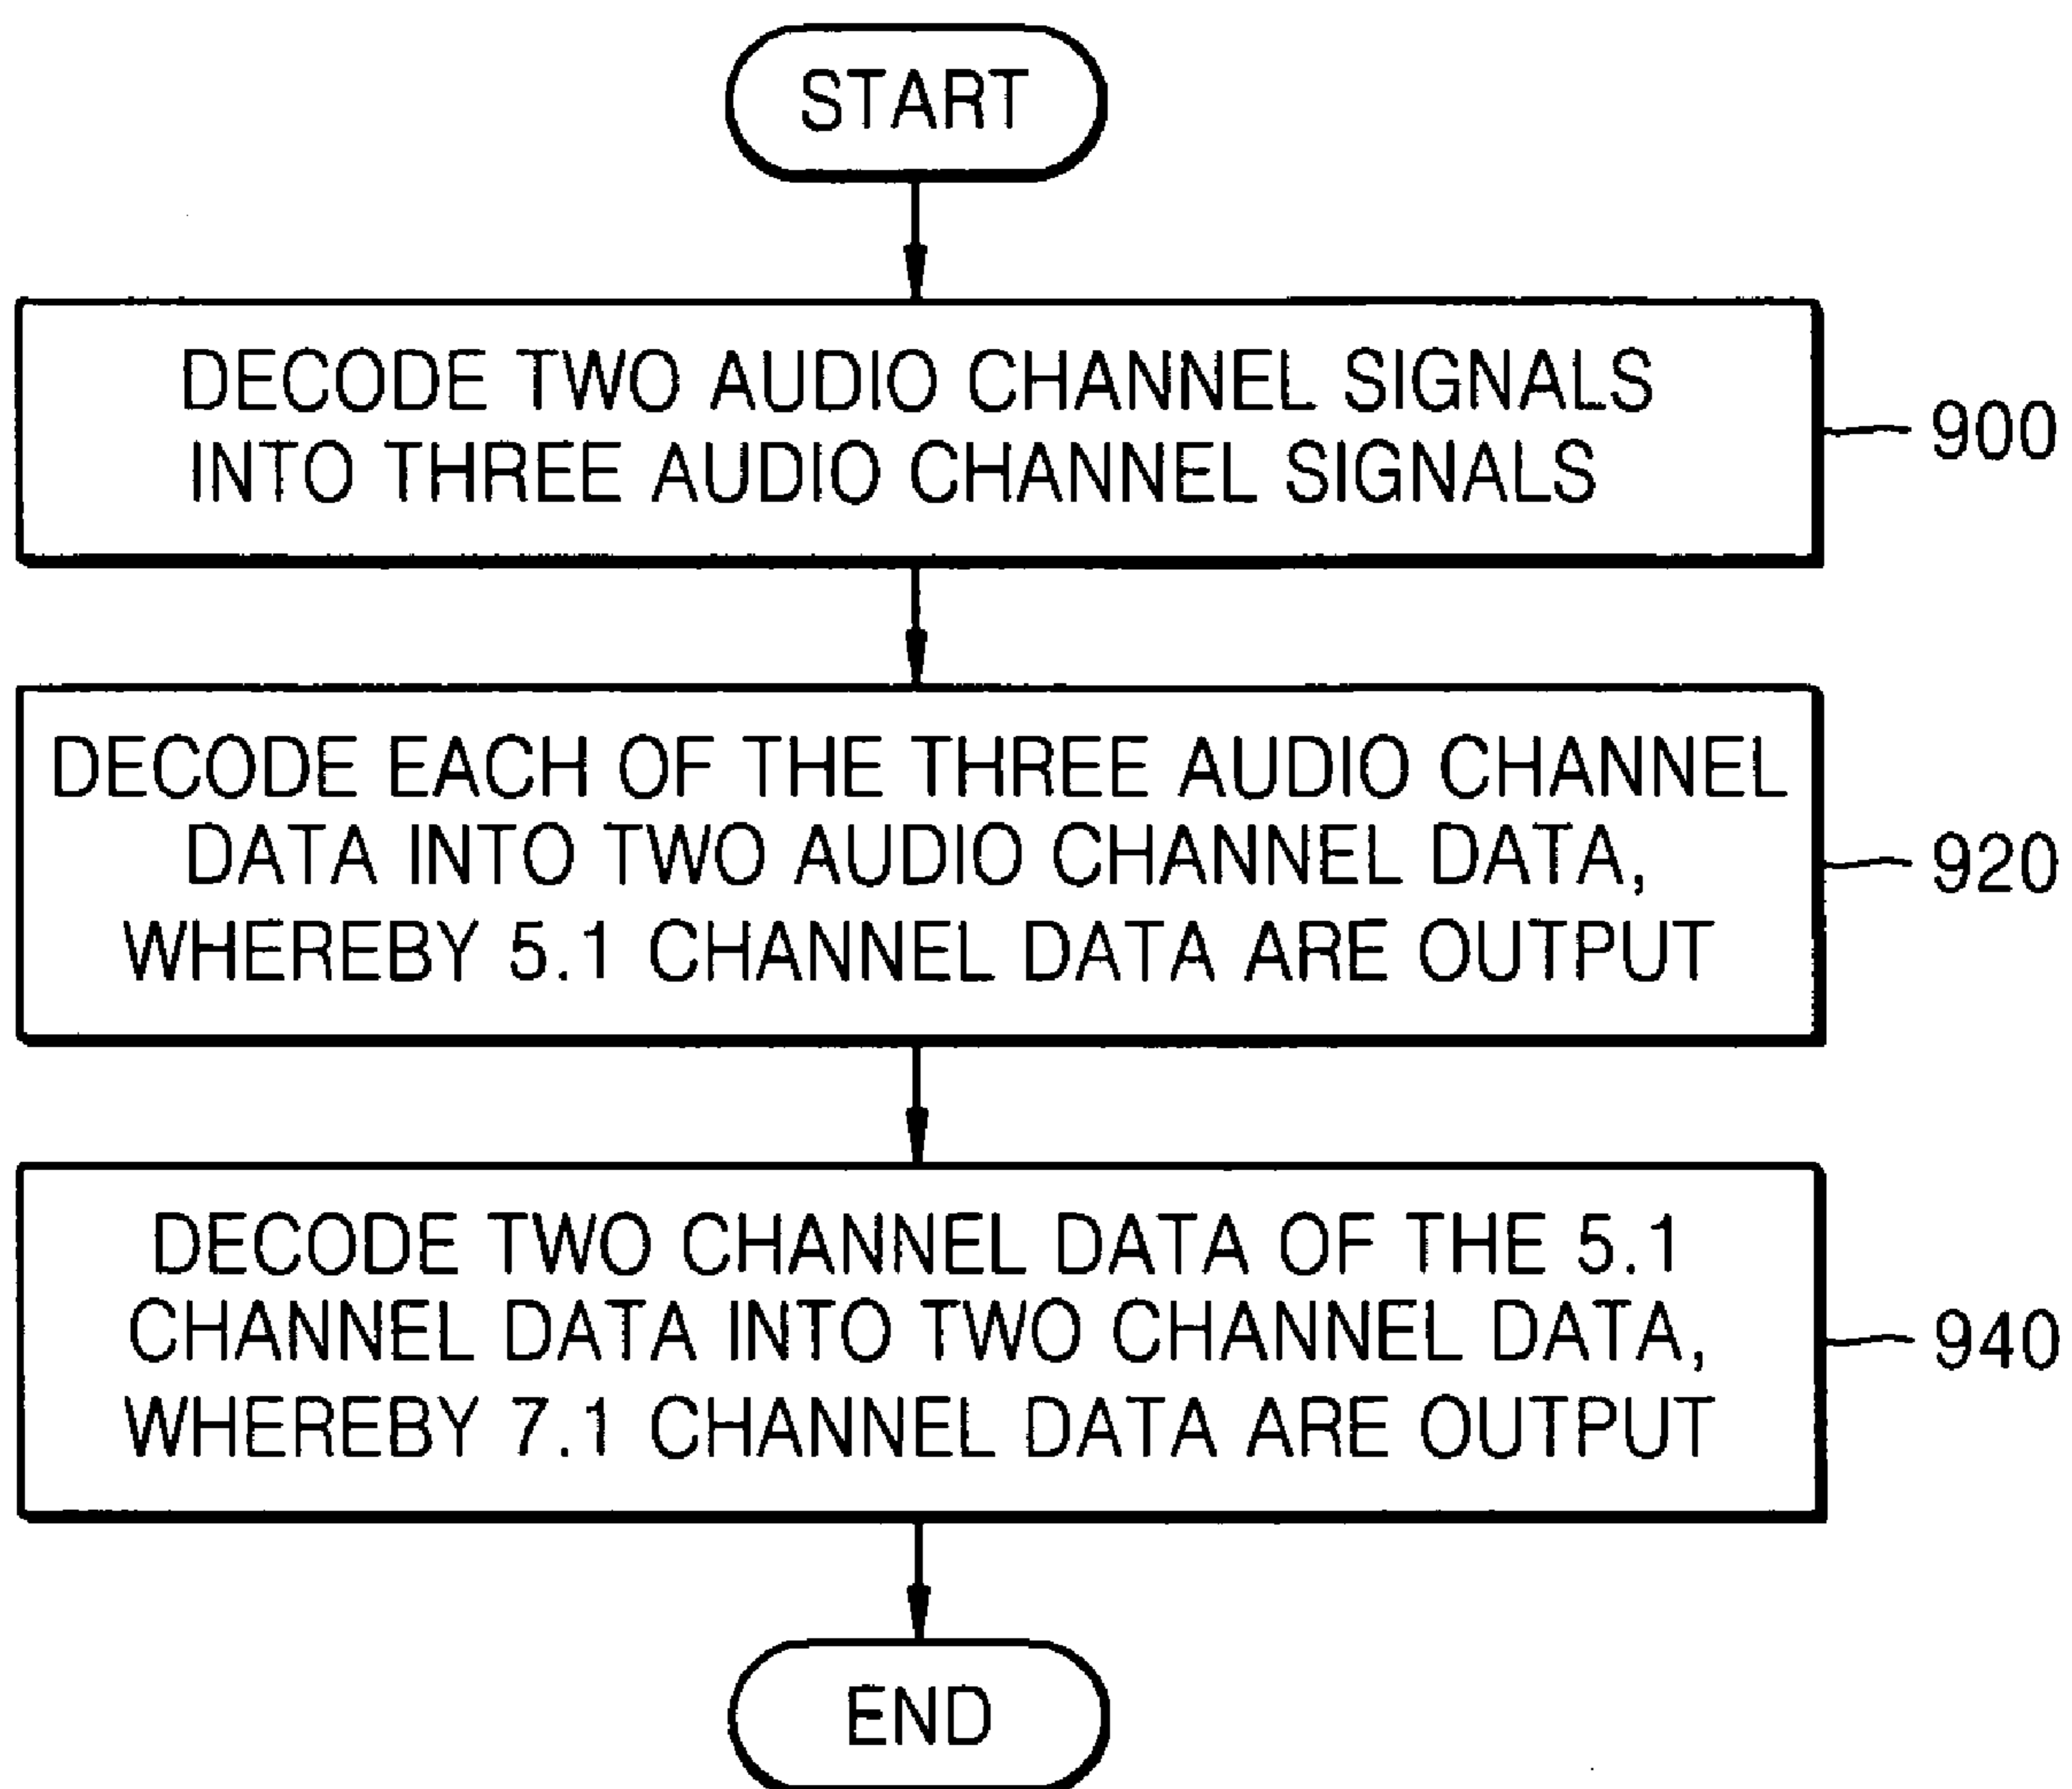 START
DECODE TWO AUDIO CHANNEL SIGNALS
INTO THREE AUDIO CHANNEL SIGNALS
900
DECODE EACH OF THE THREE AUDIO CHANNEL
DATA INTO TWO AUDIO CHANNEL DATA,
WHEREBY 5.1 CHANNEL DATA ARE OUTPUT
920
DECODE TWO CHANNEL DATA OF THE 5.1
CHANNEL DATA INTO TWO CHANNEL DATA,
WHEREBY 7.1 CHANNEL DATA ARE OUTPUT
940
END